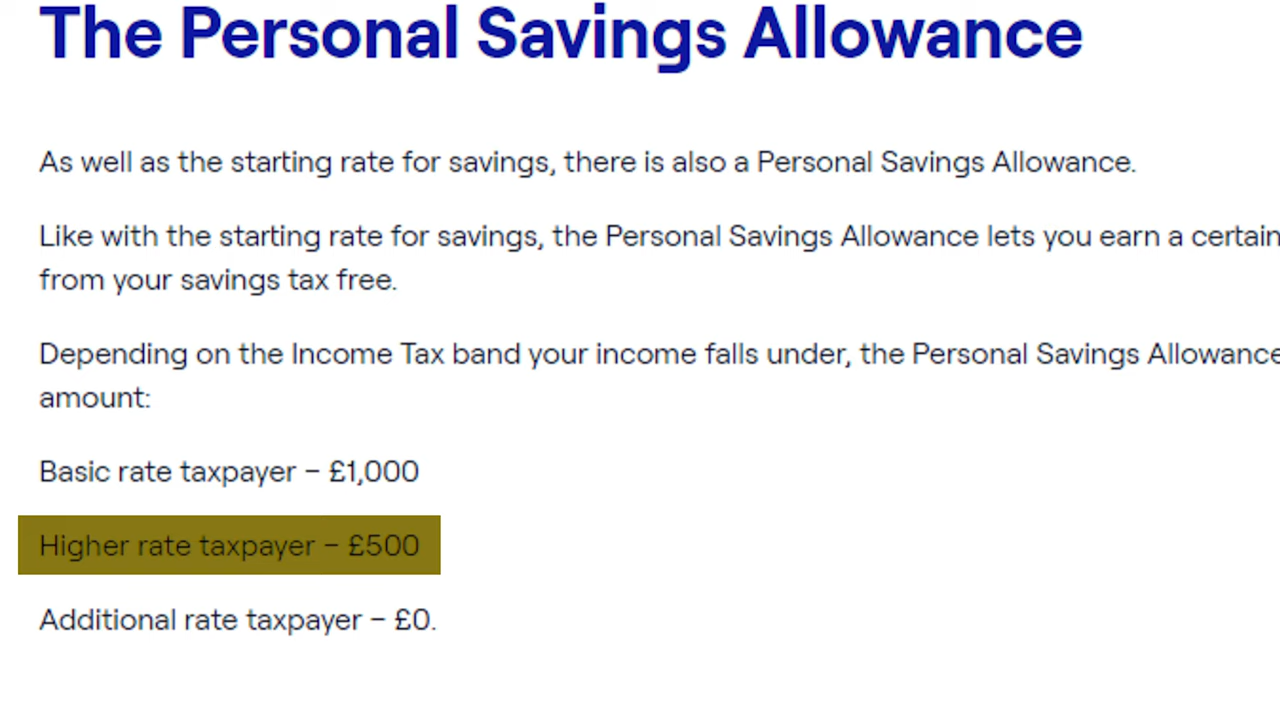 The Personal Savings Allowance
As well as the starting rate for savings, there is also a Personal Savings Allowance.
Like with the starting rate for savings, the Personal Savings Allowance lets you earn a certain
from your savings tax free.
Depending on the Income Tax band your income falls under, the Personal Savings Allowance
amount:
Basic rate taxpayer – £1,000
Higher rate taxpayer – £500
Additional rate taxpayer – £0.